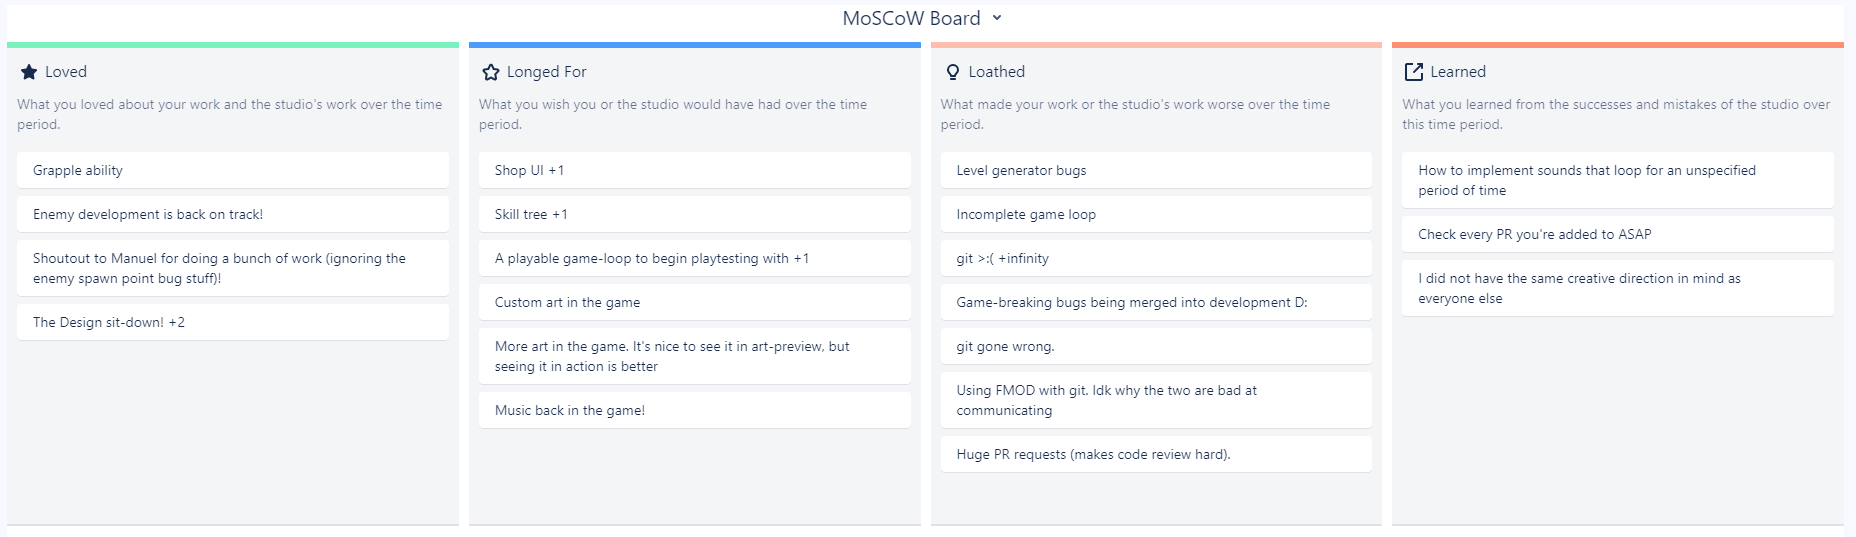 MoSCoW Board
Loved
What you loved about your work and the studio's work over the time
period.
Grapple ability
Enemy development is back on track!
Shoutout to Manuel for doing a bunch of work (ignoring the
enemy spawn point bug stuff)!
The Design sit-down! +2
Longed For
What you wish you or the studio would have had over the time
period.
Shop UI +1
Skill tree +1
A playable game-loop to begin playtesting with +1
Custom art in the game
More art in the game. It's nice to see it in art-preview, but
seeing it in action is better
Music back in the game!
Loathed
What made your work or the studio's work worse over the time
period.
Level generator bugs
Incomplete game loop
git >:( +infinity
Game-breaking bugs being merged into development D:
git gone wrong.
Using FMOD with git. Idk why the two are bad at
communicating
Huge PR requests (makes code review hard).
Learned
What you learned from the successes and mistakes of the studio over
this time period.
How to implement sounds that loop for an unspecified
period of time
Check every PR you're added to ASAP
I did not have the same creative direction in mind as
everyone else